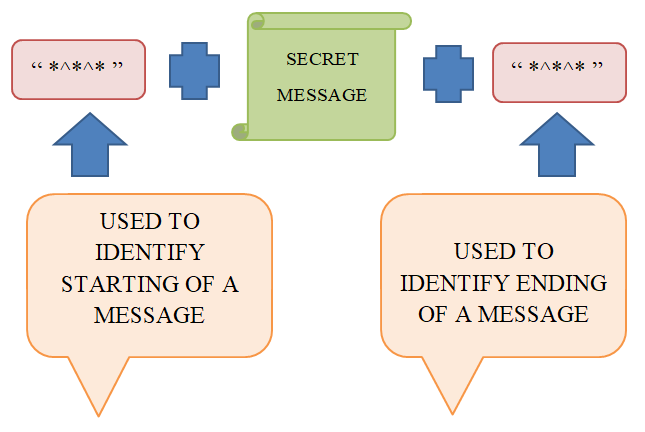 “ *^*^* ”
SECRET
MESSAGE
“ *^*^* ”
USED TO
IDENTIFY
STARTING OF A
MESSAGE
USED TO
IDENTIFY ENDING
OF A MESSAGE